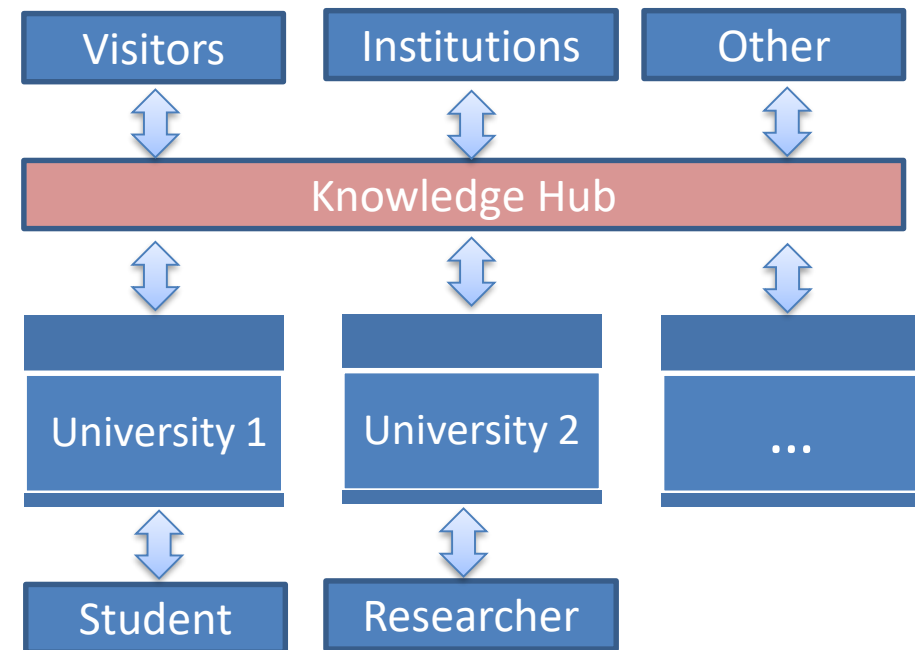 Visitors
Institutions
Other
Knowledge Hub
University 1
University 2
...
Student
Researcher